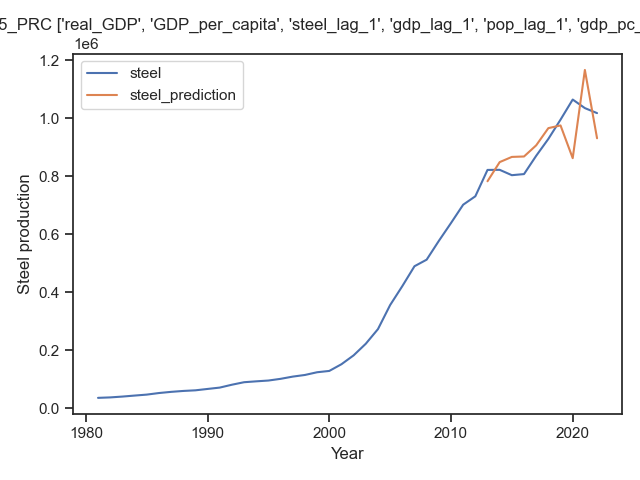 5_PRC ['real_GDP', 'GDP_per_capita', 'steel_lag_1', 'gdp_lag_1', 'pop_lag_1', 'gdp_pc_
1e6
steel
steel_prediction
1.2
1.0
0.8
0.6
0.4
0.2
0.0
Steel production
1980 1990 2000 2010 2020
Year